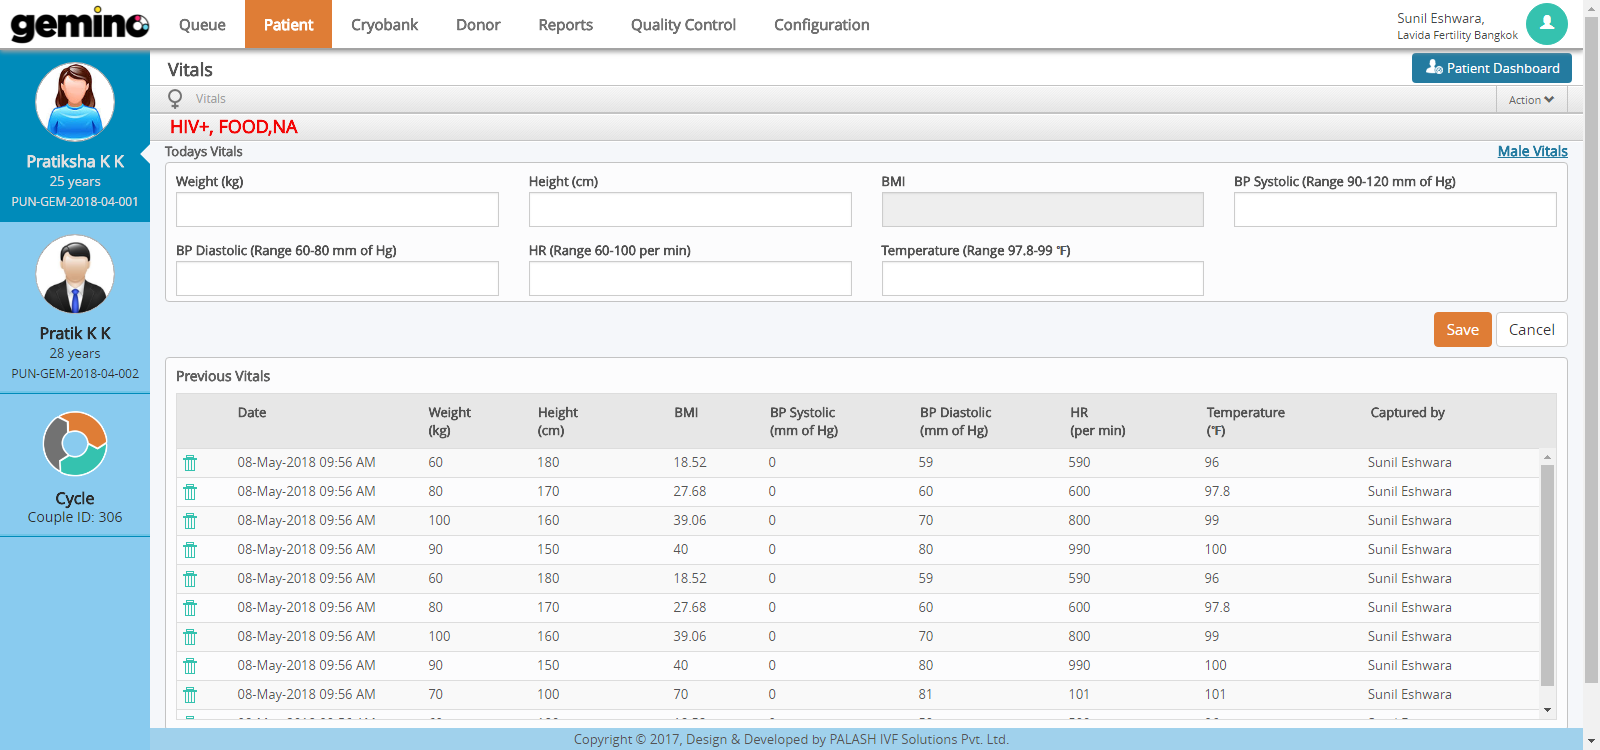 gemino Queue Patient Cryobank Donor Reports Quality Control Configuration
Sunil Eshwara,
Lavida Fertility Bangkok
Pratiksha K K
25 years
PUN-GEM-2018-04-001
Pratik K K
28 years
PUN-GEM-2018-04-002
Cycle
Couple ID: 306
Vitals Patient Dashboard
Vitals Action
HIV+, FOOD,NA
Todays Vitals Male Vitals
Weight (kg) Height (cm) BMI BP Systolic (Range 90-120 mm of Hg)
BP Diastolic (Range 60-80 mm of Hg) HR (Range 60-100 per min) Temperature (Range 97.8-99 °F)
Save Cancel
Previous Vitals
Date Weight (kg) Height (cm) BMI BP Systolic (mm of Hg) BP Diastolic (mm of Hg) HR (per min) Temperature (°F) Captured by
08-May-2018 09:56 AM 60 180 18.52 0 59 590 96 Sunil Eshwara
08-May-2018 09:56 AM 80 170 27.68 0 60 600 97.8 Sunil Eshwara
08-May-2018 09:56 AM 100 160 39.06 0 70 800 99 Sunil Eshwara
08-May-2018 09:56 AM 90 150 40 0 80 990 100 Sunil Eshwara
08-May-2018 09:56 AM 60 180 18.52 0 59 590 96 Sunil Eshwara
08-May-2018 09:56 AM 80 170 27.68 0 60 600 97.8 Sunil Eshwara
08-May-2018 09:56 AM 100 160 39.06 0 70 800 99 Sunil Eshwara
08-May-2018 09:56 AM 90 150 40 0 80 990 100 Sunil Eshwara
08-May-2018 09:56 AM 70 100 70 0 81 101 101 Sunil Eshwara
Copyright © 2017, Design & Developed by PALASH IVF Solutions Pvt. Ltd.